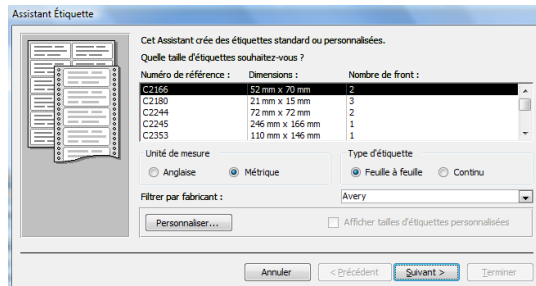 Assistant Étiquette
Cet Assistant crée des étiquettes standard ou personnalisées.
Quelle taille d'étiquettes souhaitez-vous ?
Numéro de référence : Dimensions : Nombre de front :
C2166 52 mm x 70 mm 2
C2180 21 mm x 15 mm 3
C2244 72 mm x 72 mm 2
C2245 246 mm x 166 mm 1
C2353 110 mm x 146 mm 1
Unité de mesure Type d'étiquette
Anglaise Métrique Feuille à feuille Continu
Filtrer par fabricant : Avery
Personnaliser... Afficher tailles d'étiquettes personnalisées
Annuler < Précédent Suivant > Terminer